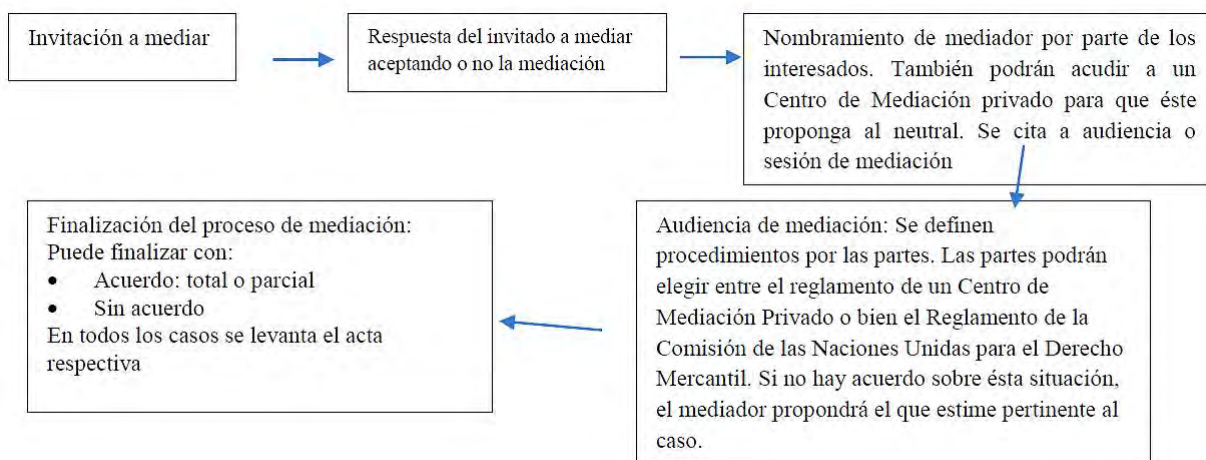 Invitación a mediar
Respuesta del invitado a mediar
aceptando o no la mediación
Nombramiento de mediador por parte de los
interesados. También podrán acudir a un
Centro de Mediación privado para que éste
proponga al neutral. Se cita a audiencia o
sesión de mediación
Audiencia de mediación: Se definen
procedimientos por las partes. Las partes podrán
elegir entre el reglamento de un Centro de
Mediación Privado o bien el Reglamento de la
Comisión de las Naciones Unidas para el Derecho
Mercantil. Si no hay acuerdo sobre ésta situación,
el mediador propondrá el que estime pertinente al
caso.
Finalización del proceso de mediación:
Puede finalizar con:
• Acuerdo: total o parcial
• Sin acuerdo
En todos los casos se levanta el acta
respectiva